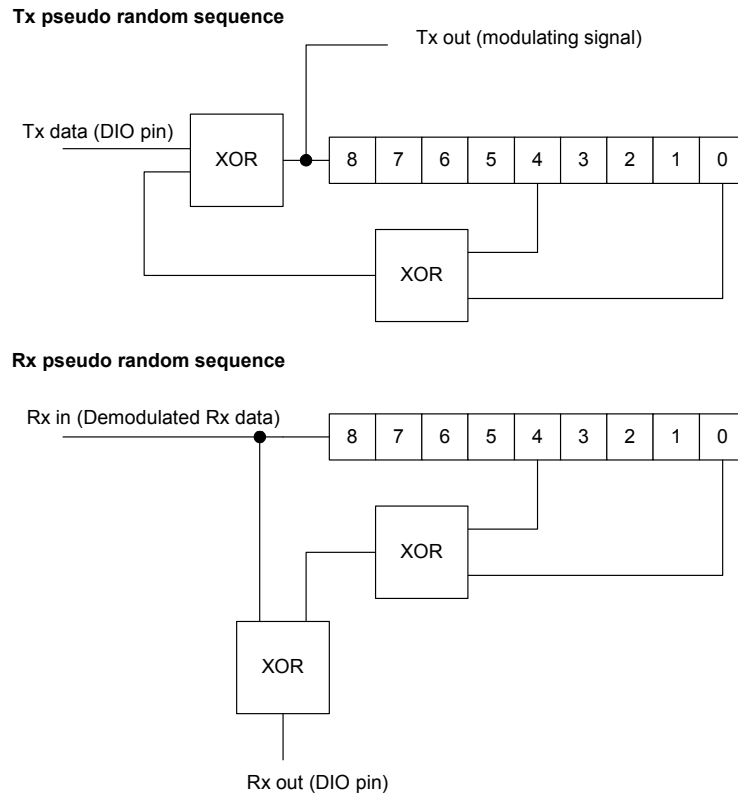 Tx pseudo random sequence
Tx out (modulating signal)
Tx data (DIO pin)
XOR
8 7 6 5 4 3 2 1 0
XOR
Rx pseudo random sequence
Rx in (Demodulated Rx data)
8 7 6 5 4 3 2 1 0
XOR
XOR
Rx out (DIO pin)